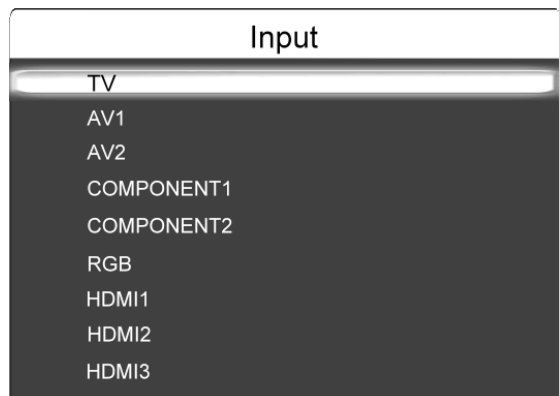 Input
TV
AV1
AV2
COMPONENT1
COMPONENT2
RGB
HDMI1
HDMI2
HDMI3